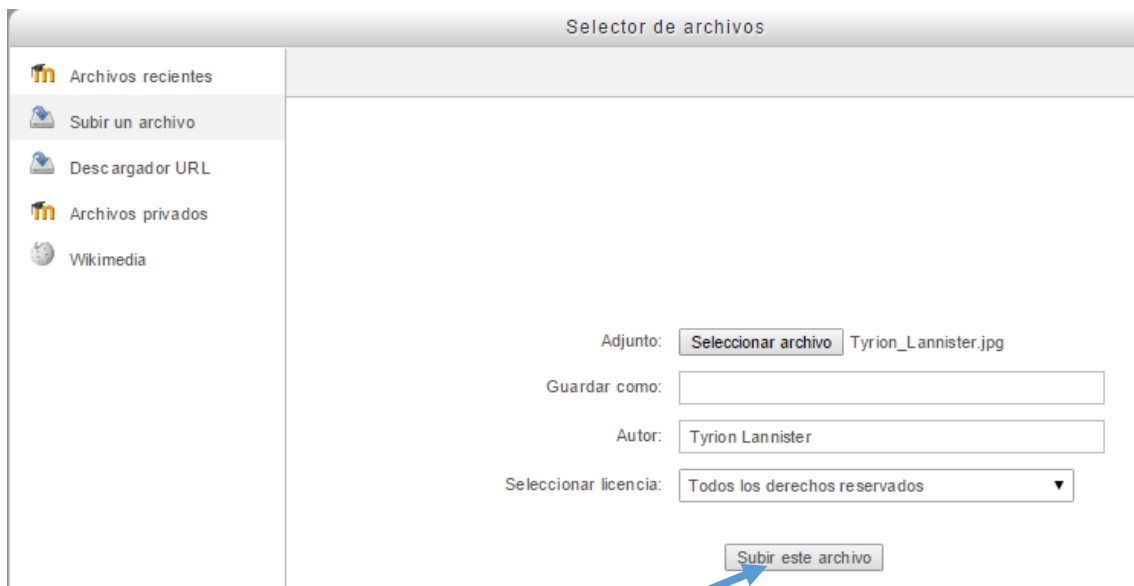 Selector de archivos
Archivos recientes
Subir un archivo
Descargador URL
Archivos privados
Wikimedia
Adjunto: Seleccionar archivo Tyrion_Lannister.jpg
Guardar como:
Autor: Tyrion Lannister
Seleccionar licencia: Todos los derechos reservados
Subir este archivo